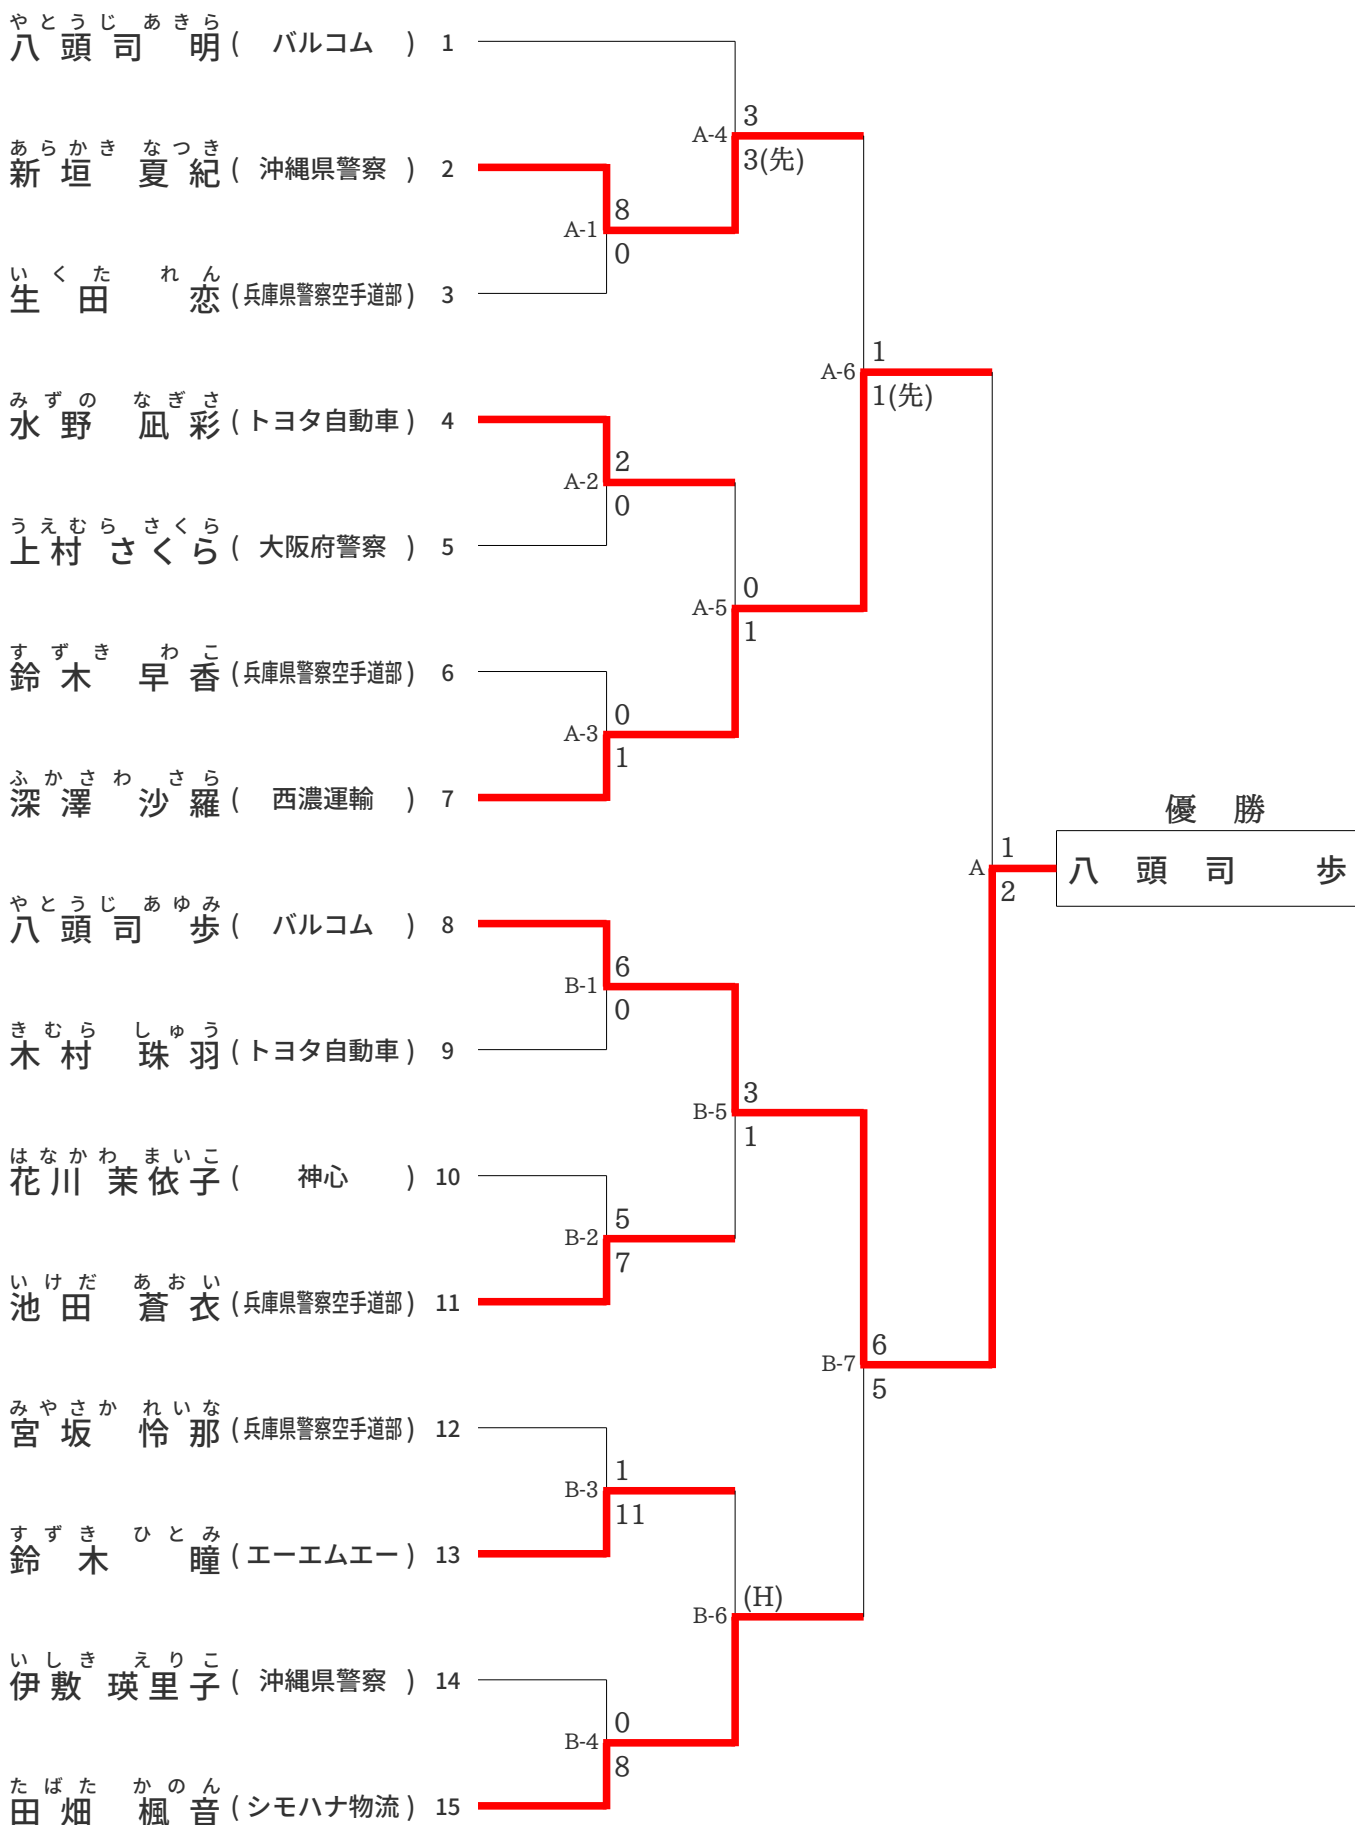 やとうじ あきら
八頭司 明 ( バルコム ) 1
3
A-4
3(先)
あらかき なつき
新垣 夏紀 ( 沖縄県警察 ) 2
8
A-1
0
いくた れん
生田 恋 (兵庫県警察空手道部) 3
1
A-6
1(先)
みずの なぎさ
水野 凪彩 (トヨタ自動車) 4
2
A-2
0
うえむら さくら
上村 さくら ( 大阪府警察 ) 5
0
A-5
1
すずき わこ
鈴木 早香 (兵庫県警察空手道部) 6
0
A-3
1
ふかさわ さら
深澤 沙羅 ( 西濃運輸 ) 7
優 勝
1
A
八頭司 歩
2
やとうじ あゆみ
八頭司 歩 ( バルコム ) 8
6
B-1
0
きむら しゅう
木村 珠羽 (トヨタ自動車) 9
3
B-5
1
はなかわ まいこ
花川 茉依子 ( 神心 ) 10
5
B-2
7
いけだ あおい
池田 蒼衣 (兵庫県警察空手道部) 11
6
B-7
5
みやさか れいな
宮坂 怜那 (兵庫県警察空手道部) 12
1
B-3
11
すずき ひとみ
鈴木 瞳 (エーエムエー) 13
(H)
B-6
いしき えりこ
伊敷 瑛里子 ( 沖縄県警察 ) 14
0
B-4
8
たばた かのん
田畑 楓音 (シモハナ物流) 15